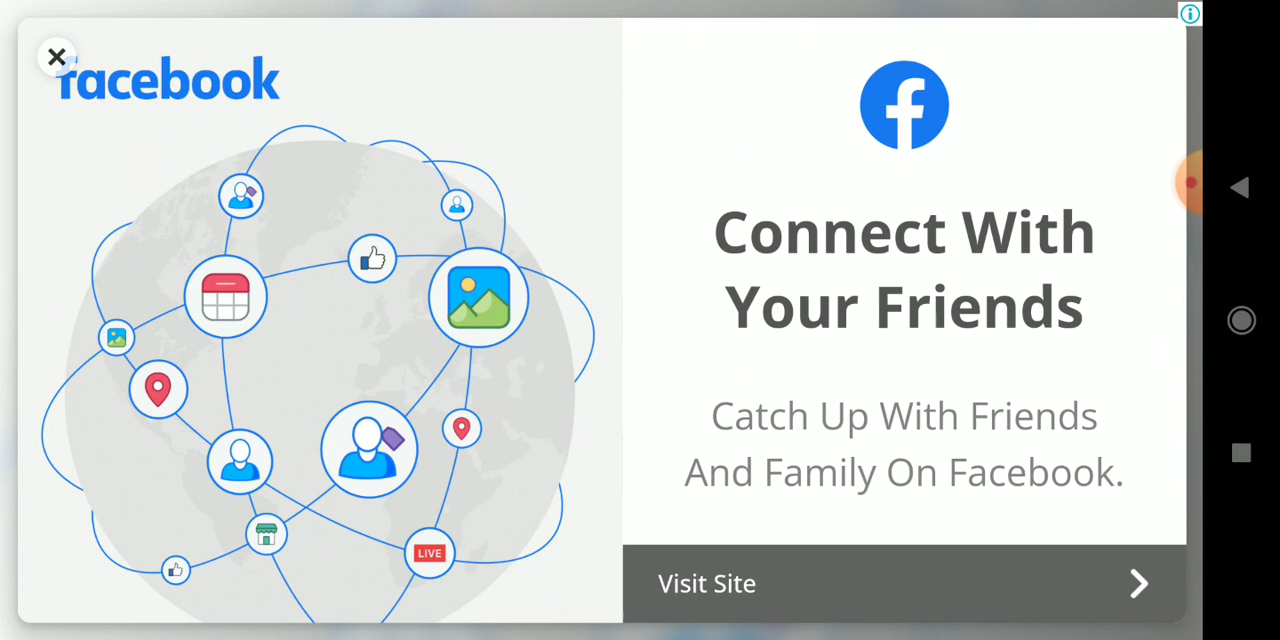 facebook
Connect With
Your Friends
Catch Up With Friends
And Family On Facebook.
LIVE
Visit Site